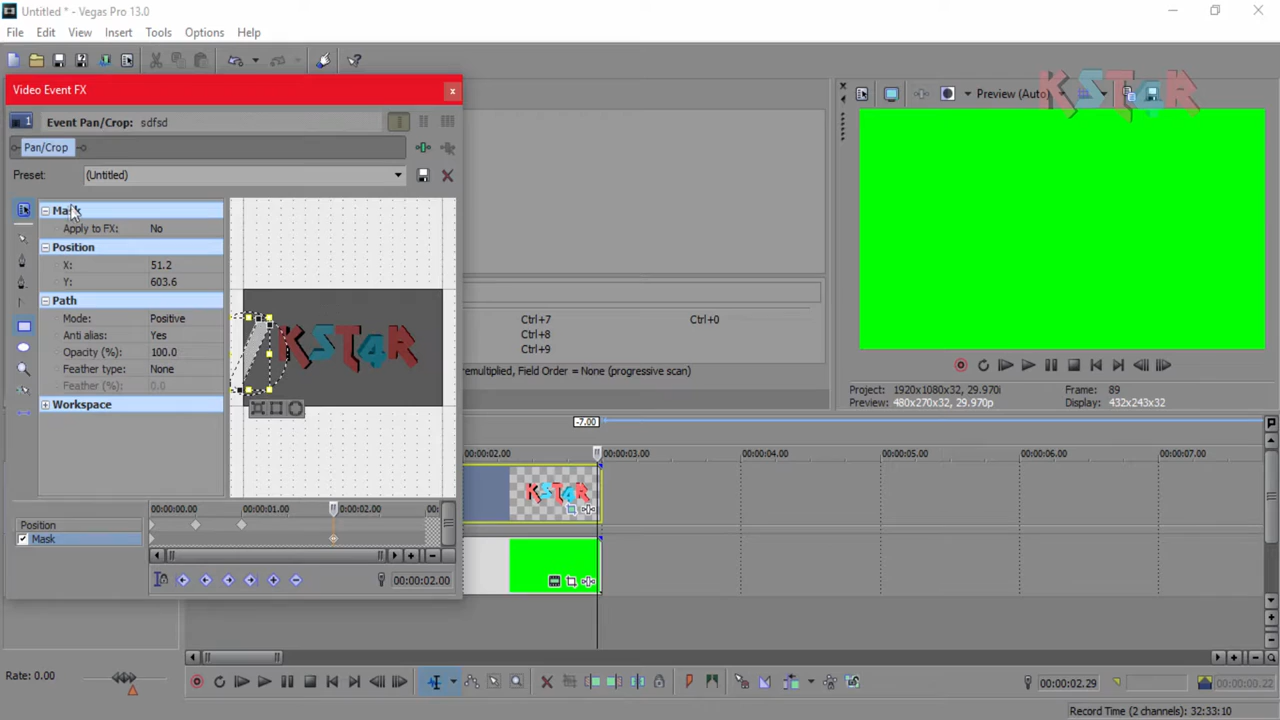 Untitled * - Vegas Pro 13.0
File Edit View Insert Tools Options Help
Video Event FX x
Event Pan/Crop: sdfsd
Pan/Crop
Preset: (Untitled)
Preview (Auto)
KST4R
Mask
Apply to FX: No
Position
X: 51.2
Y: 603.6
Path
Mode: Positive
Anti alias: Yes
Opacity (%): 100.0
Feather type: None
Feather (%): 0.0
Workspace
KST4R
Ctrl+7 Ctrl+0
Ctrl+8
Ctrl+9
remultiplied, Field Order = None (progressive scan)
Project: 1920x1080x32, 29.970i Frame: 89
Preview: 480x270x32, 29.970p Display: 432x243x32
-7.00
00:00:02.00 00:00:03.00 00:00:04.00 00:00:05.00 00:00:06.00 00:00:07.00
KST4R
00:00:00.00 00:00:01.00 00:00:02.00 00:
Position
Mask
00:00:02.00
Rate: 0.00
00:00:02.29 00:00:00.22
Record Time (2 channels): 32:33:10